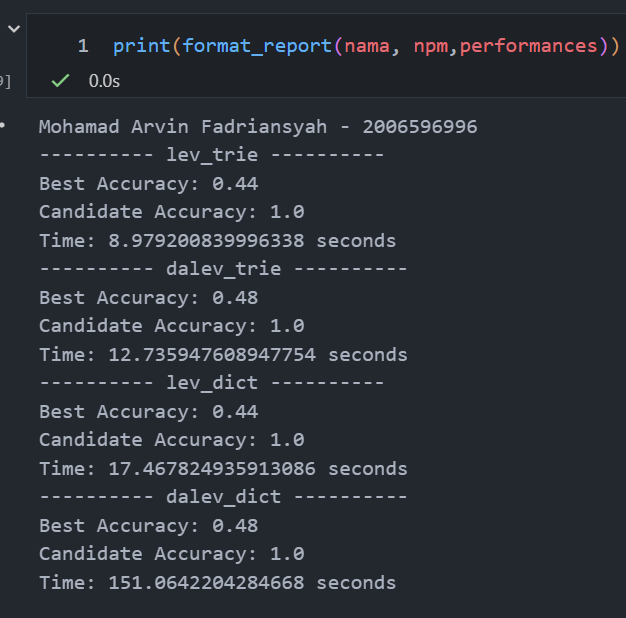 1 print(format_report(nama, npm,performances))
9]
0.0s
Mohamad Arvin Fadriansyah - 2006596996
---------- lev_trie ----------
Best Accuracy: 0.44
Candidate Accuracy: 1.0
Time: 8.979200839996338 seconds
---------- dalev_trie ----------
Best Accuracy: 0.48
Candidate Accuracy: 1.0
Time: 12.735947608947754 seconds
---------- lev_dict ----------
Best Accuracy: 0.44
Candidate Accuracy: 1.0
Time: 17.467824935913086 seconds
---------- dalev_dict ----------
Best Accuracy: 0.48
Candidate Accuracy: 1.0
Time: 151.0642204284668 seconds